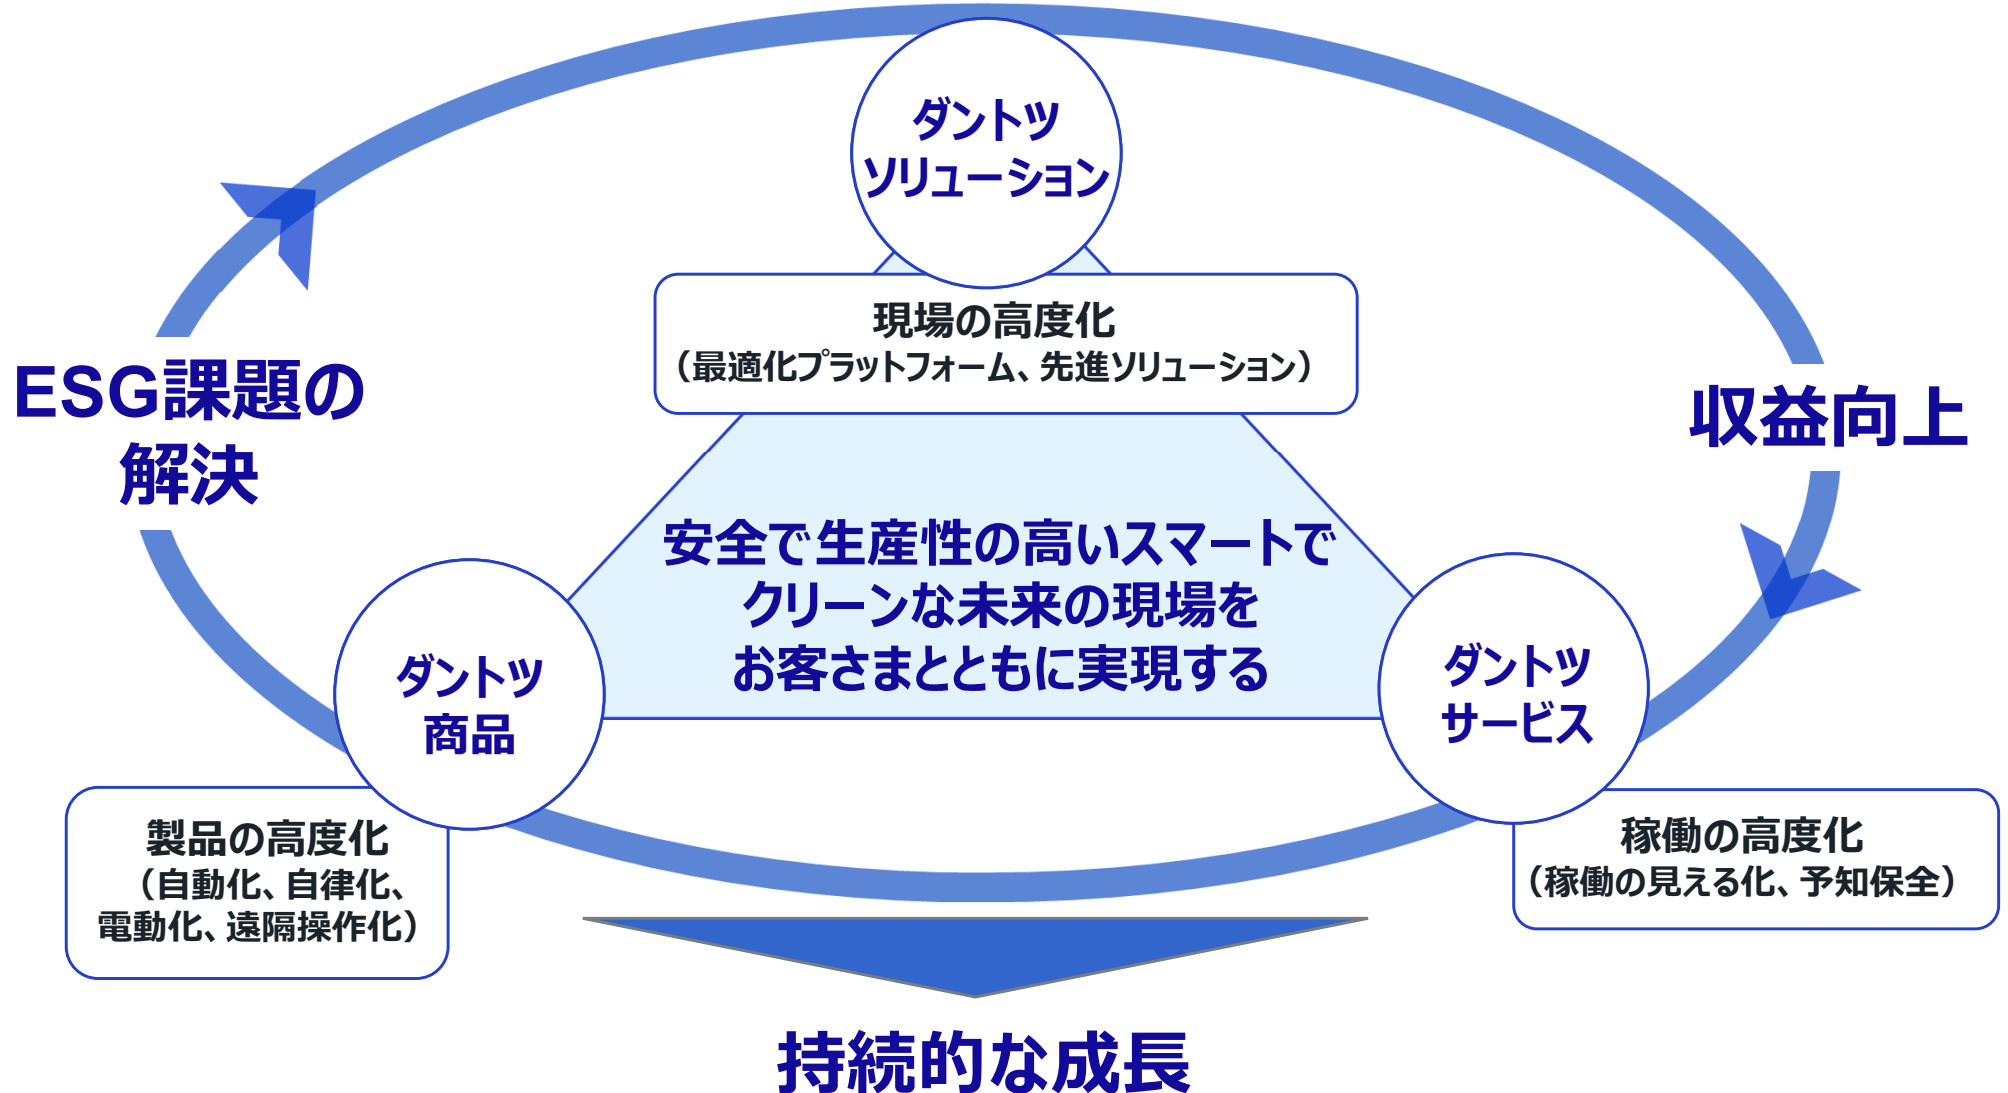 ダントツ
ソリューション
現場の高度化
（最適化プラットフォーム、先進ソリューション）
ESG課題の
解決
収益向上
安全で生産性の高いスマートで
クリーンな未来の現場を
お客さまとともに実現する
ダントツ
商品
ダントツ
サービス
製品の高度化
（自動化、自律化、
電動化、遠隔操作化）
稼働の高度化
（稼働の見える化、予知保全）
持続的な成長